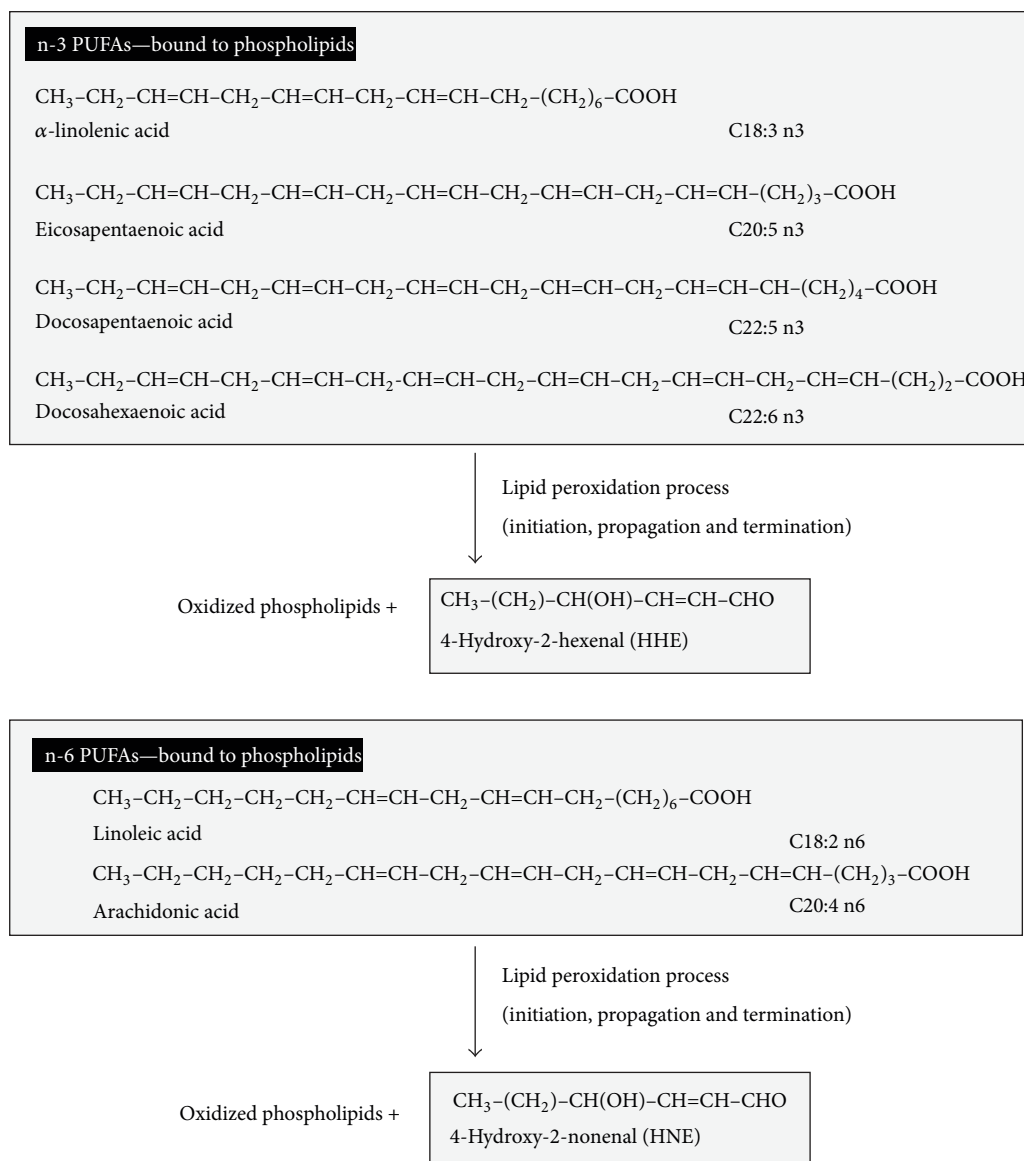 n-3 PUFAs—bound to phospholipids
CH₃–CH₂–CH=CH–CH₂–CH=CH–CH₂–CH=CH–CH₂–(CH₂)₆–COOH
α-linolenic acid C18:3 n3
CH₃–CH₂–CH=CH–CH₂–CH=CH–CH₂–CH=CH–CH₂–CH=CH–CH₂–CH=CH–(CH₂)₃–COOH
Eicosapentaenoic acid C20:5 n3
CH₃–CH₂–CH=CH–CH₂–CH=CH–CH₂–CH=CH–CH₂–CH=CH–CH₂–CH=CH–CH–(CH₂)₄–COOH
Docosapentaenoic acid C22:5 n3
CH₃–CH₂–CH=CH–CH₂–CH=CH–CH₂-CH=CH–CH₂–CH=CH–CH₂–CH=CH–CH₂–CH=CH–(CH₂)₂–COOH
Docosahexaenoic acid C22:6 n3
Lipid peroxidation process
(initiation, propagation and termination)
Oxidized phospholipids + CH₃–(CH₂)–CH(OH)–CH=CH–CHO
4-Hydroxy-2-hexenal (HHE)
n-6 PUFAs—bound to phospholipids
CH₃–CH₂–CH₂–CH₂–CH₂–CH=CH–CH₂–CH=CH–CH₂–(CH₂)₆–COOH
Linoleic acid C18:2 n6
CH₃–CH₂–CH₂–CH₂–CH₂–CH=CH–CH₂–CH=CH–CH₂–CH=CH–CH₂–CH=CH–(CH₂)₃–COOH
Arachidonic acid C20:4 n6
Lipid peroxidation process
(initiation, propagation and termination)
Oxidized phospholipids + CH₃–(CH₂)–CH(OH)–CH=CH–CHO
4-Hydroxy-2-nonenal (HNE)